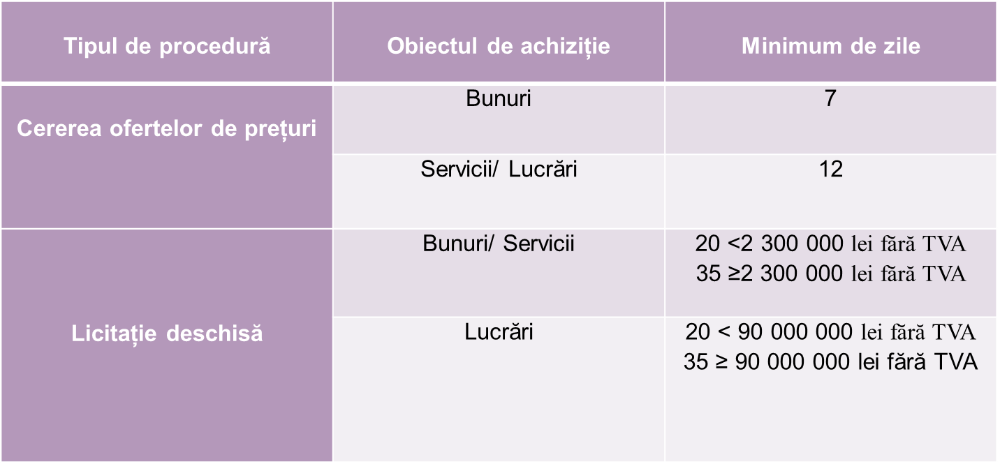 Tipul de procedură
Obiectul de achiziție
Minimum de zile
Cererea ofertelor de prețuri
Bunuri
7
Servicii/ Lucrări
12
Licitație deschisă
Bunuri/ Servicii
20 <2 300 000 lei fără TVA
35 ≥2 300 000 lei fără TVA
Lucrări
20 < 90 000 000 lei fără TVA
35 ≥ 90 000 000 lei fără TVA